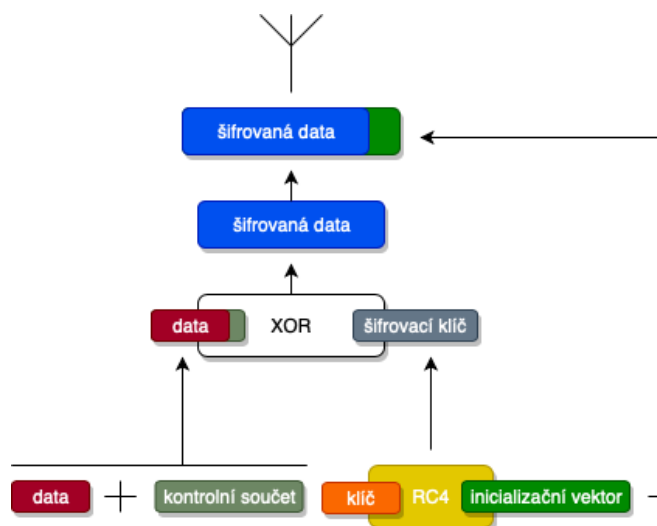 šifrovaná data
šifrovaná data
data XOR šifrovací klíč
data kontrolní součet klíč RC4 inicializační vektor